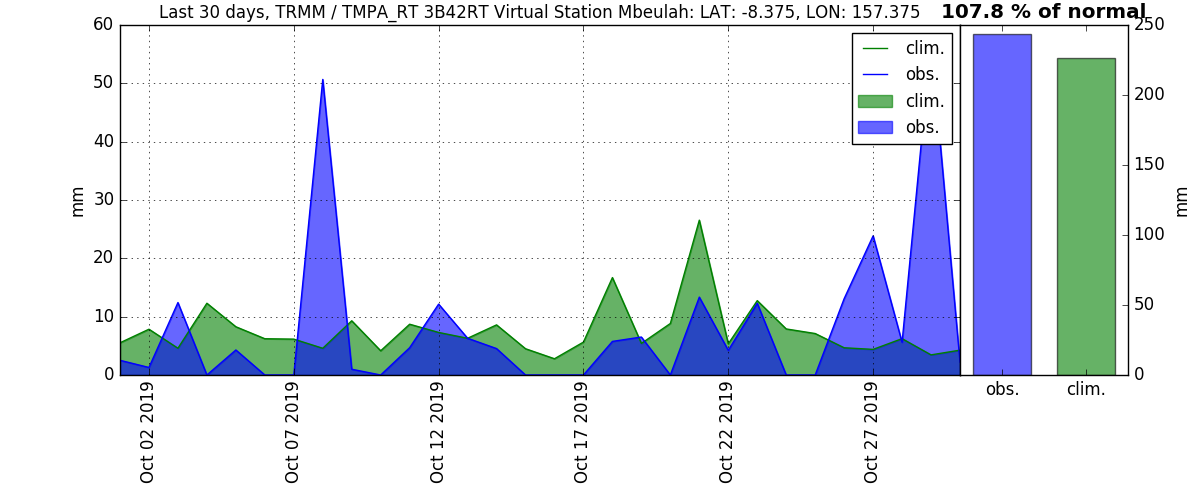 Last 30 days, TRMM / TMPA_RT 3B42RT Virtual Station Mbeulah: LAT: -8.375, LON: 157.375
107.8 % of normal
60
50
40
30
20
10
0
mm
clim.
obs.
clim.
obs.
Oct 02 2019
Oct 07 2019
Oct 12 2019
Oct 17 2019
Oct 22 2019
Oct 27 2019
250
200
150
100
50
0
mm
obs.
clim.